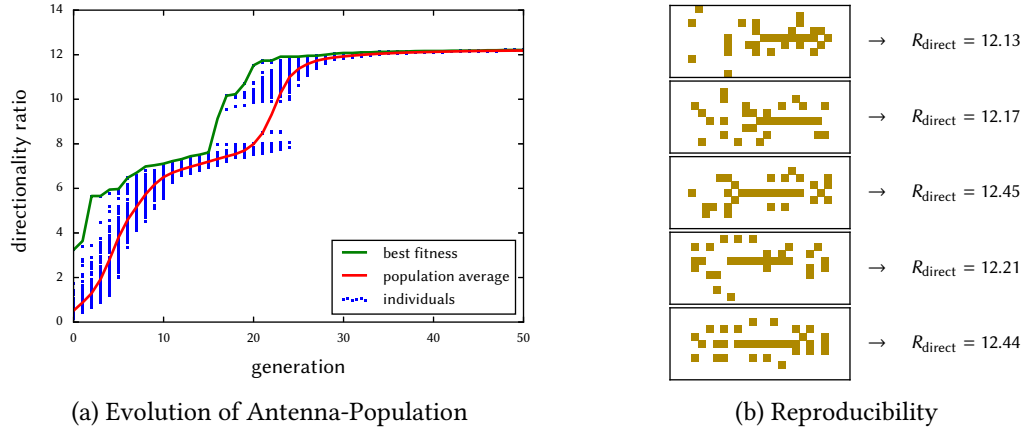 14
12
10
8
6
4
2
0
directionality ratio
best fitness
population average
individuals
0 10 20 30 40 50
generation
(a) Evolution of Antenna-Population
→ R_direct = 12.13
→ R_direct = 12.17
→ R_direct = 12.45
→ R_direct = 12.21
→ R_direct = 12.44
(b) Reproducibility